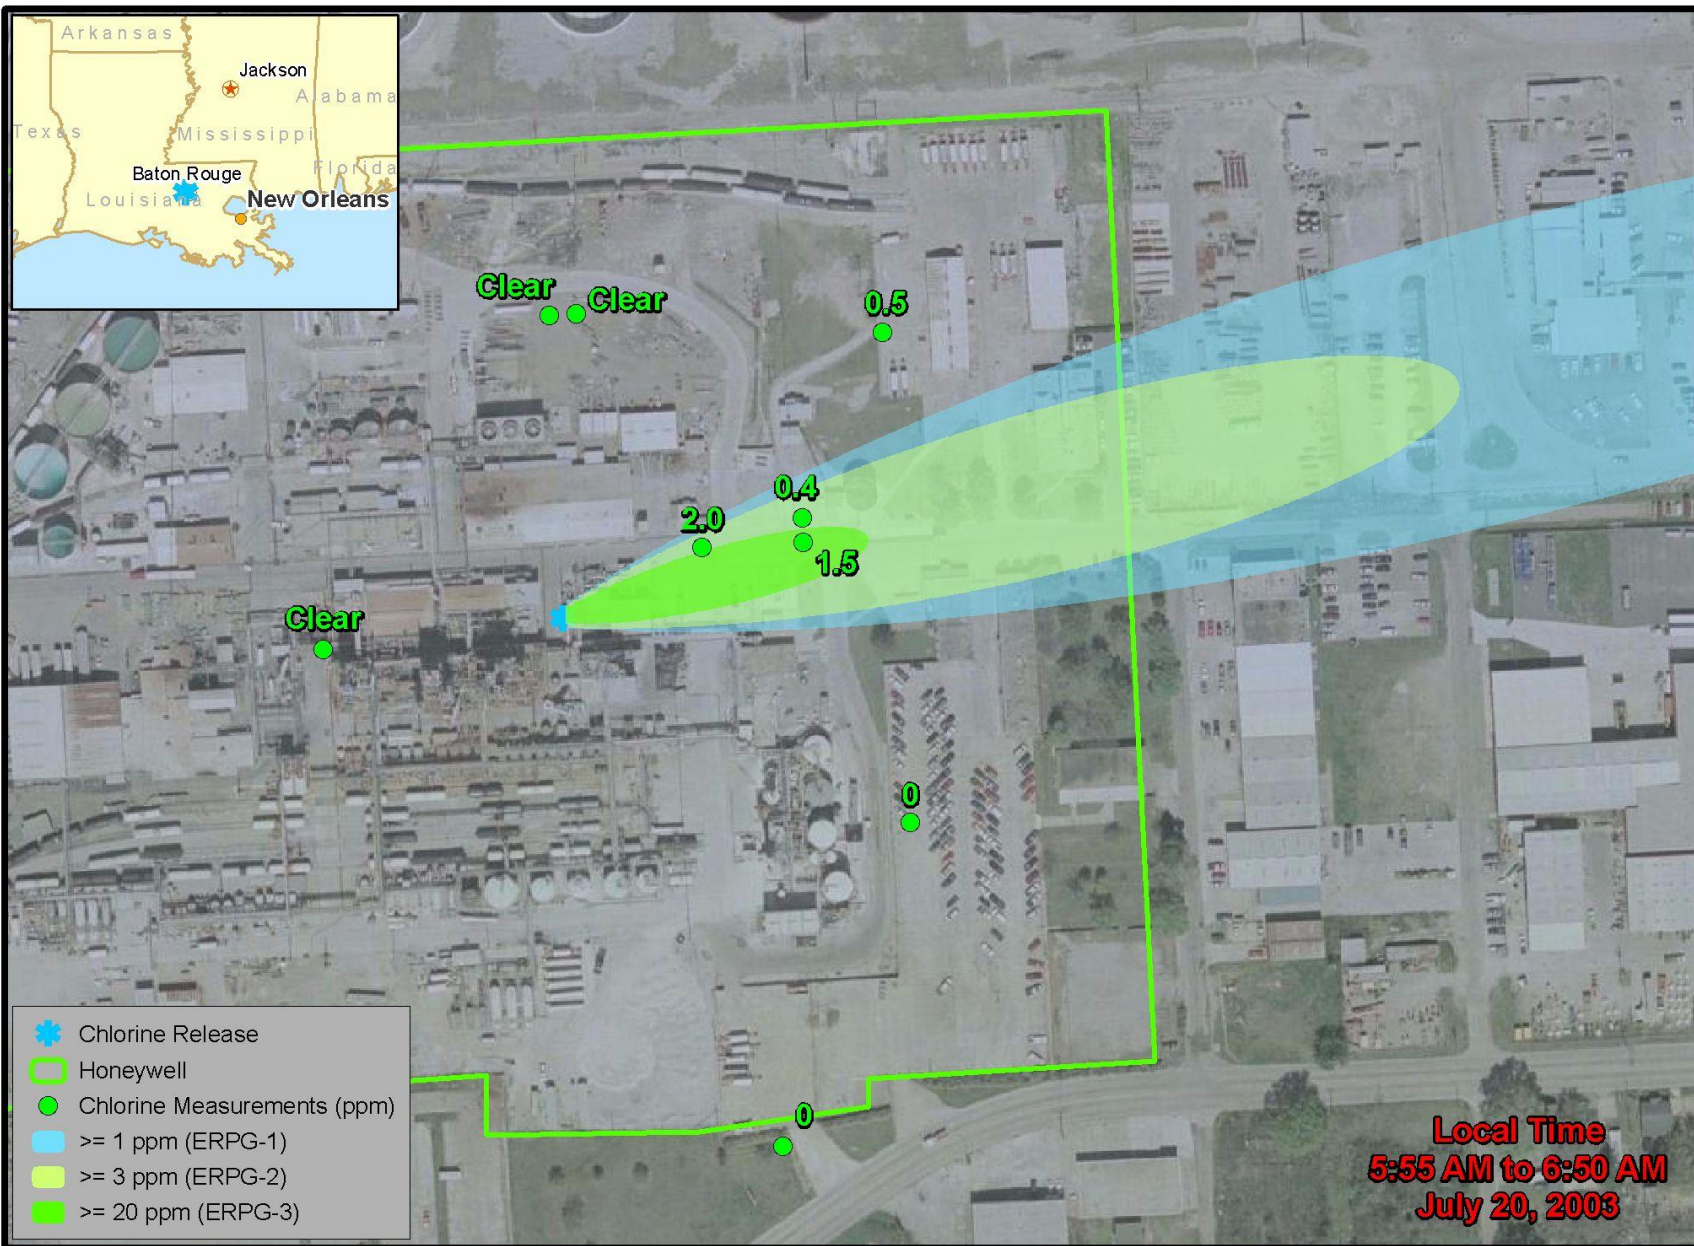 Arkansas
Jackson
Alabama
Texas
Mississippi
Baton Rouge
Florida
Louisiana
New Orleans
Clear
Clear
0.5
0.4
2.0
1.5
Clear
0
0
Chlorine Release
Honeywell
Chlorine Measurements (ppm)
>= 1 ppm (ERPG-1)
>= 3 ppm (ERPG-2)
>= 20 ppm (ERPG-3)
Local Time
5:55 AM to 6:50 AM
July 20, 2003